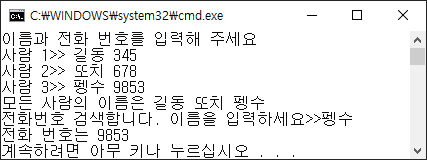 C:₩WINDOWS₩system32₩cmd.exe
이름과 전화 번호를 입력해 주세요
사람 1>> 길동 345
사람 2>> 또치 678
사람 3>> 펭수 9853
모든 사람의 이름은 길동 또치 펭수
전화번호 검색합니다. 이름을 입력하세요>>펭수
전화 번호는 9853
계속하려면 아무 키나 누르십시오 . . .